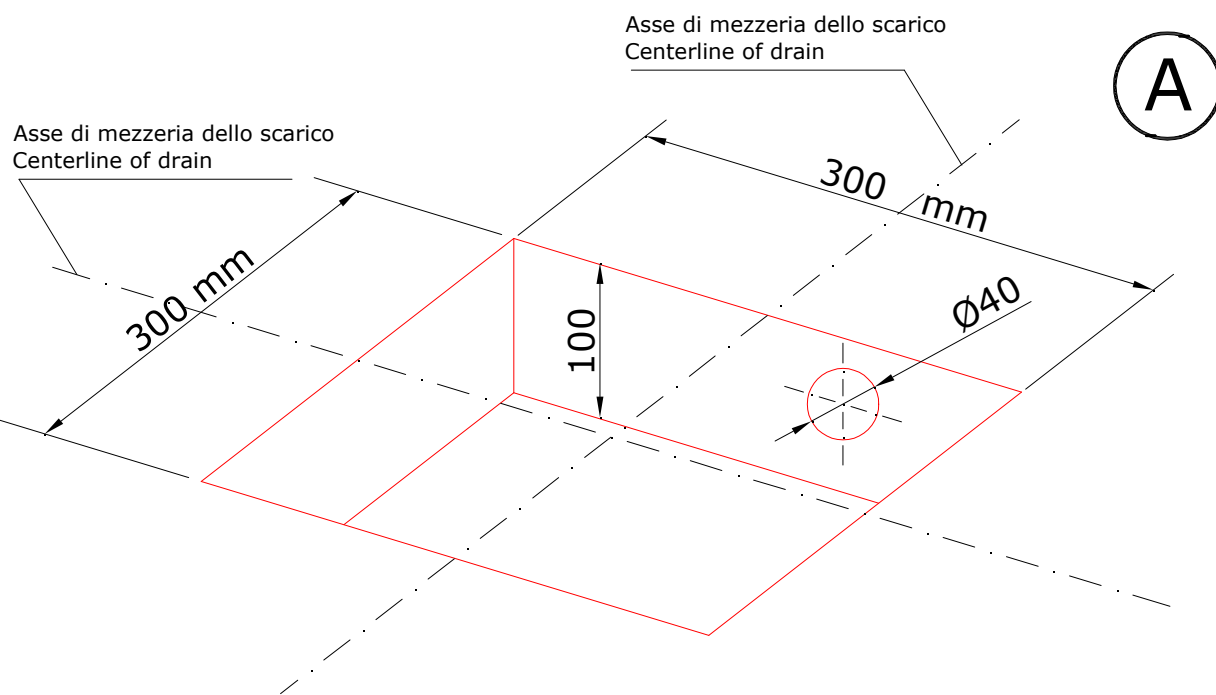 Asse di mezzeria dello scarico
Centerline of drain
A
Asse di mezzeria dello scarico
Centerline of drain
300 mm
300 mm
Ø40
100